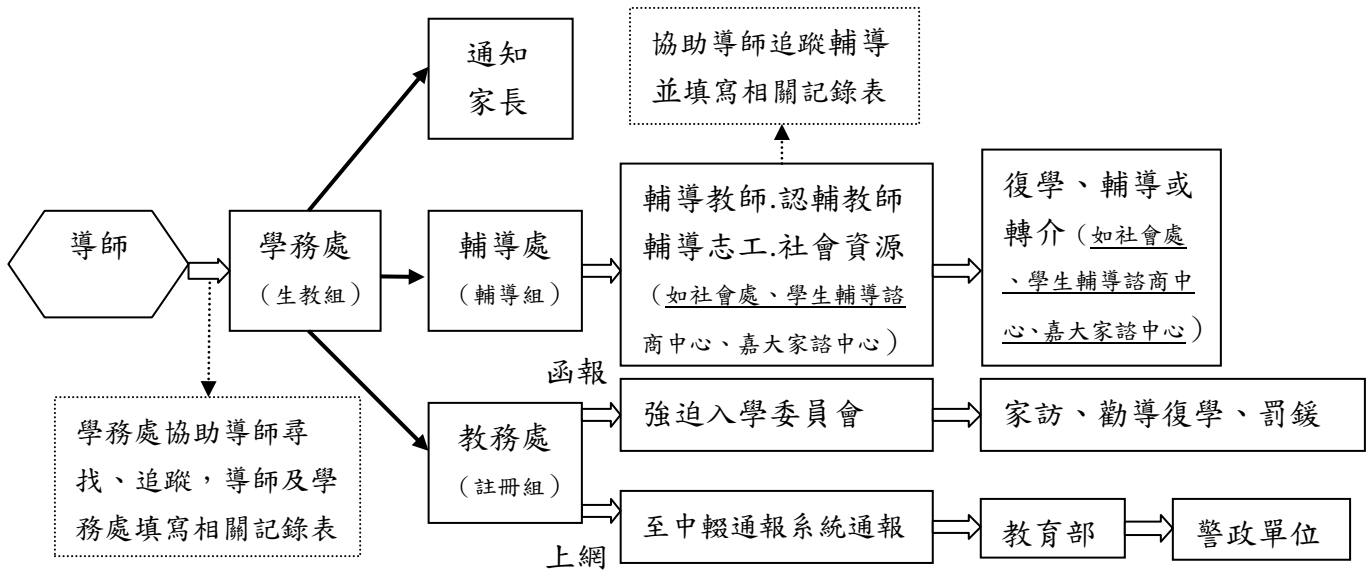 通知
家長
協助導師追蹤輔導
並填寫相關記錄表
導師
學務處
（生教組）
輔導處
（輔導組）
輔導教師.認輔教師
輔導志工.社會資源
（如社會處、學生輔導諮
商中心、嘉大家諮中心）
復學、輔導或
轉介（如社會處
、學生輔導諮商中
心、嘉大家諮中心）
學務處協助導師尋
找、追蹤，導師及學
務處填寫相關記錄表
教務處
（註冊組）
函報
強迫入學委員會
家訪、勸導復學、罰鍰
上網
至中輟通報系統通報
教育部
警政單位